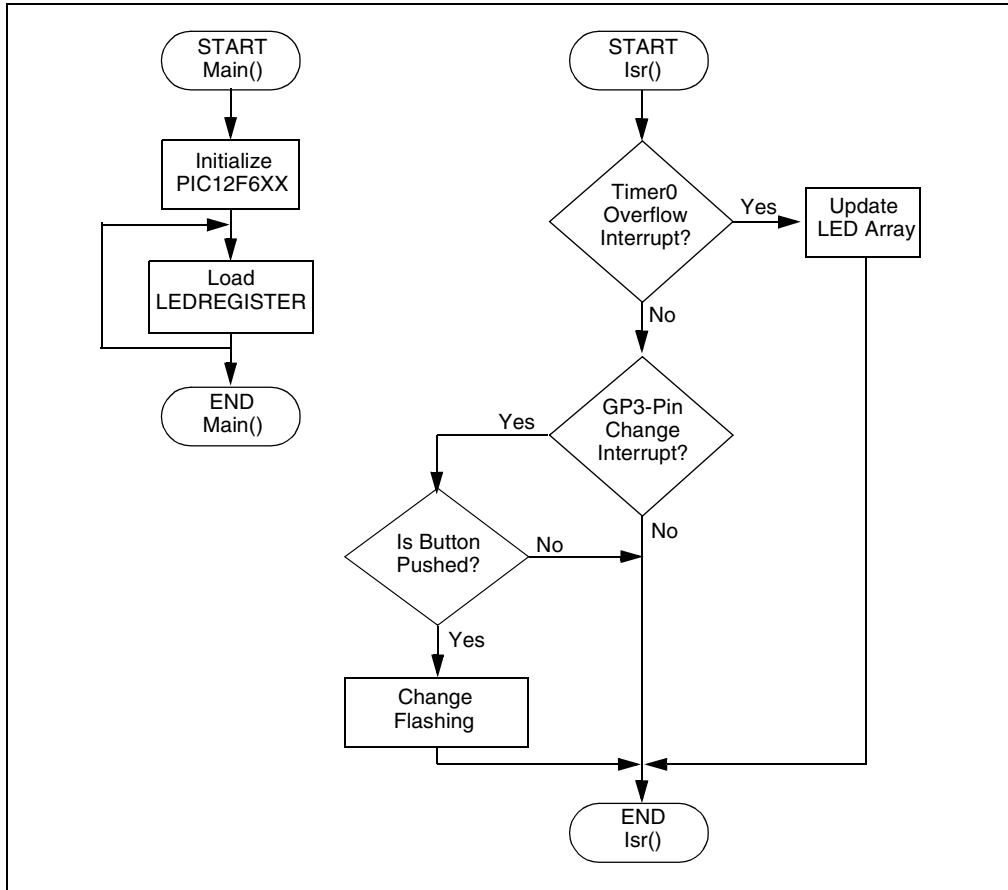 START
Main()
Initialize
PIC12F6XX
Load
LEDREGISTER
END
Main()
START
Isr()
Timer0
Overflow
Interrupt?
Yes
Update
LED Array
No
GP3-Pin
Change
Interrupt?
Yes
No
Is Button
Pushed?
No
Yes
Change
Flashing
END
Isr()